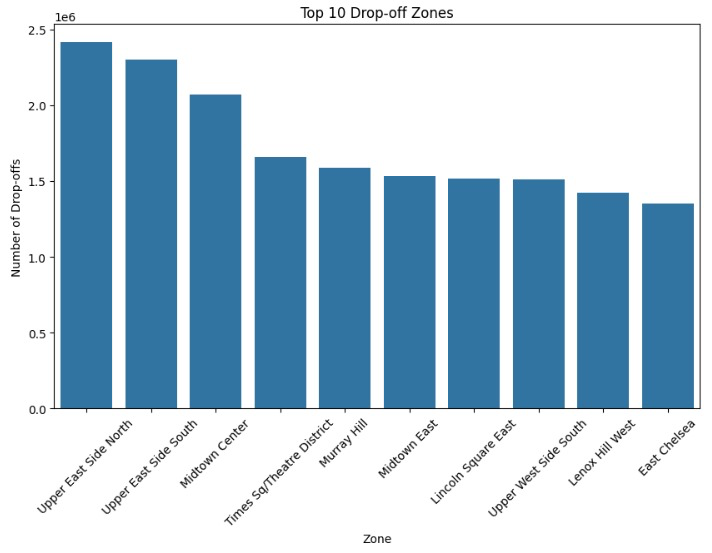 Top 10 Drop-off Zones
1e6
2.5
2.0
1.5
1.0
0.5
0.0
Number of Drop-offs
Upper East Side North
Upper East Side South
Midtown Center
Times Sq/Theatre District
Murray Hill
Midtown East
Lincoln Square East
Upper West Side South
Lenox Hill West
East Chelsea
Zone